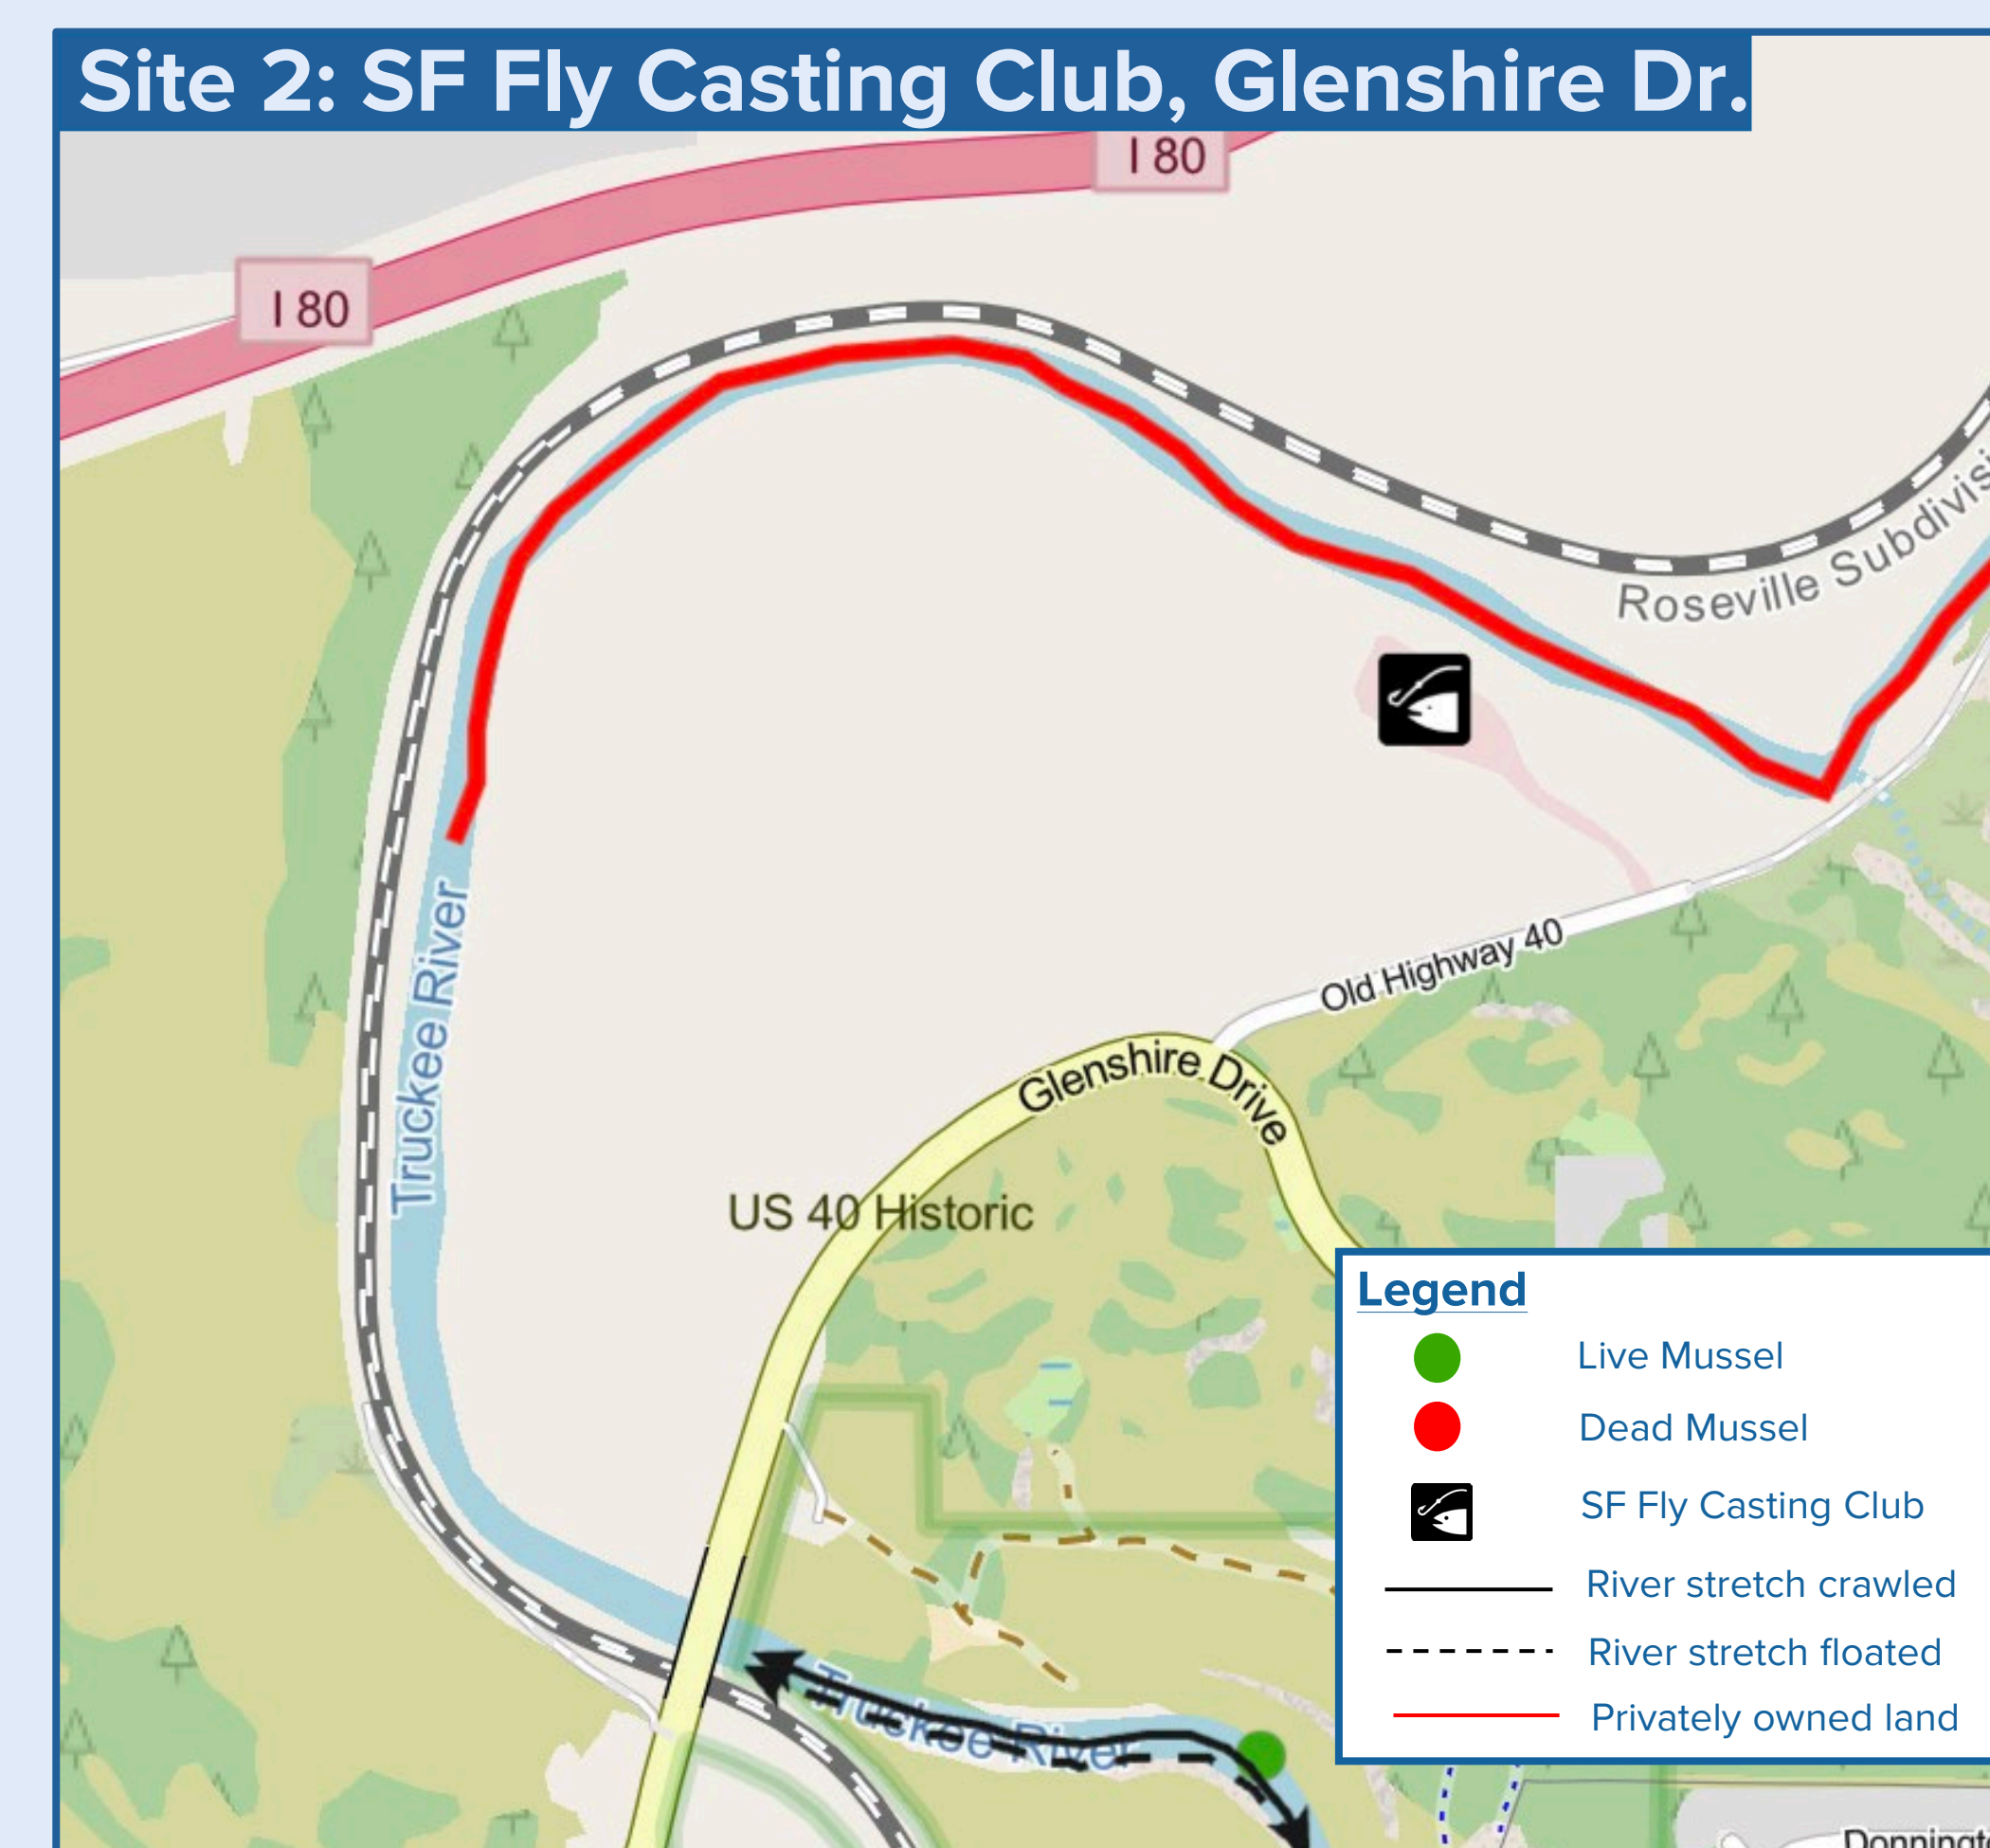 Site 2: SF Fly Casting Club, Glenshire Dr.
I 80
I 80
Roseville
Truckee River
Old Highway 40
Glenshire Drive
US 40 Historic
Truckee River
Legend
Live Mussel
Dead Mussel
SF Fly Casting Club
River stretch crawled
River stretch floated
Privately owned land